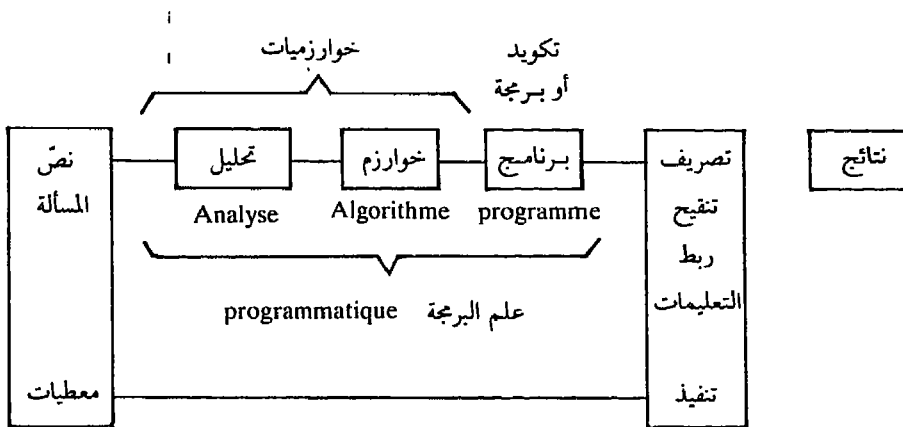 خوارزميات
تكويد
أو برمجة
نصّ
المسألة
تحليل
خوارزم
برنامج
تصريف
تنقيح
ربط
التعليمات
نتائج
Analyse
Algorithme
programme
programmatique علم البرمجة
معطيات
تنفيذ